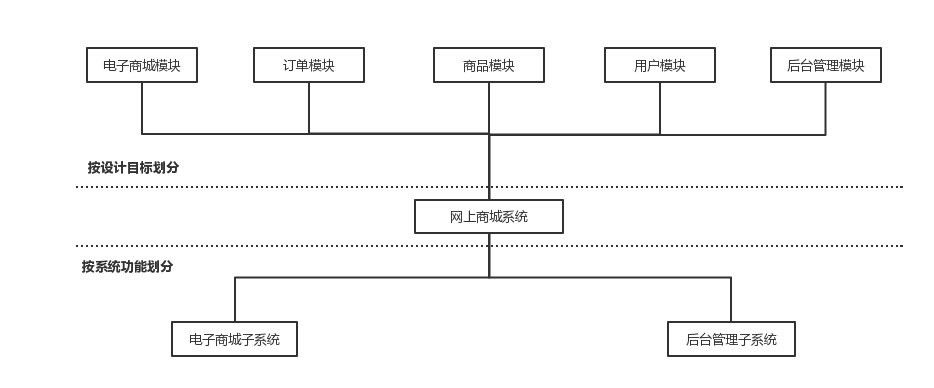 电子商城模块
订单模块
商品模块
用户模块
后台管理模块
按设计目标划分
网上商城系统
按系统功能划分
电子商城子系统
后台管理子系统